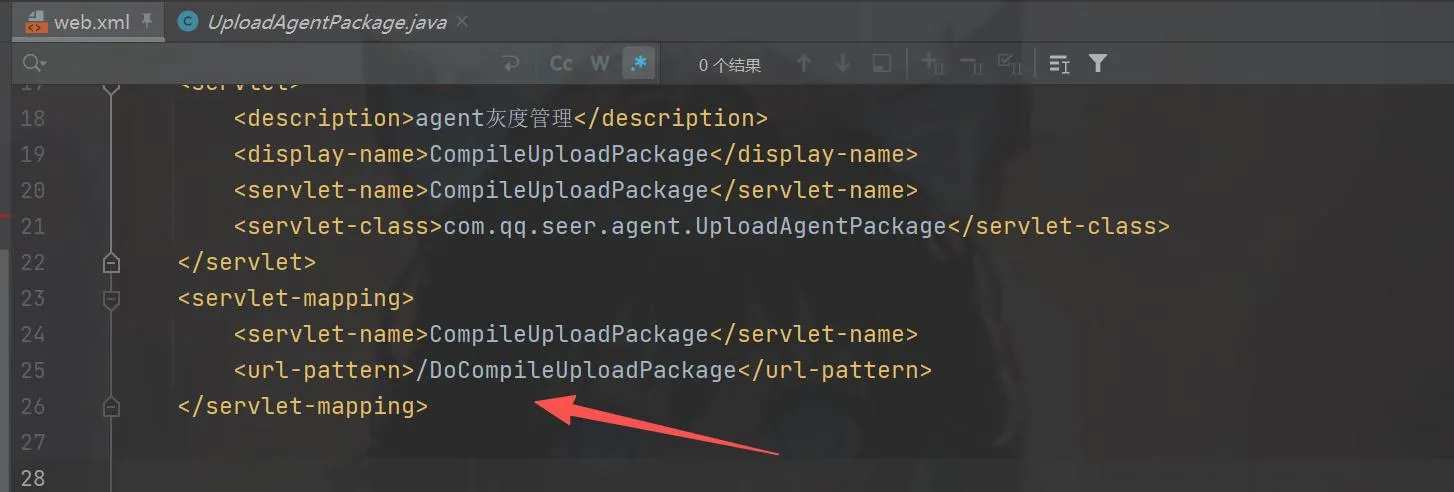 web.xml UploadAgentPackage.java
Cc W .* 0 个结果
17 <servlet>
18 <description>agent灰度管理</description>
19 <display-name>CompileUploadPackage</display-name>
20 <servlet-name>CompileUploadPackage</servlet-name>
21 <servlet-class>com.qq.seer.agent.UploadAgentPackage</servlet-class>
22 </servlet>
23 <servlet-mapping>
24 <servlet-name>CompileUploadPackage</servlet-name>
25 <url-pattern>/DoCompileUploadPackage</url-pattern>
26 </servlet-mapping>
27
28